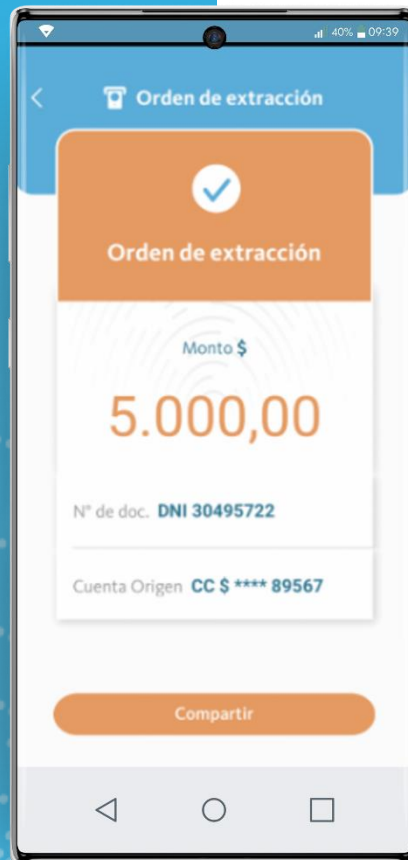 40% 09:39
Orden de extracción
Orden de extracción
Monto $
5.000,00
N° de doc. DNI 30495722
Cuenta Origen CC $ **** 89567
Compartir